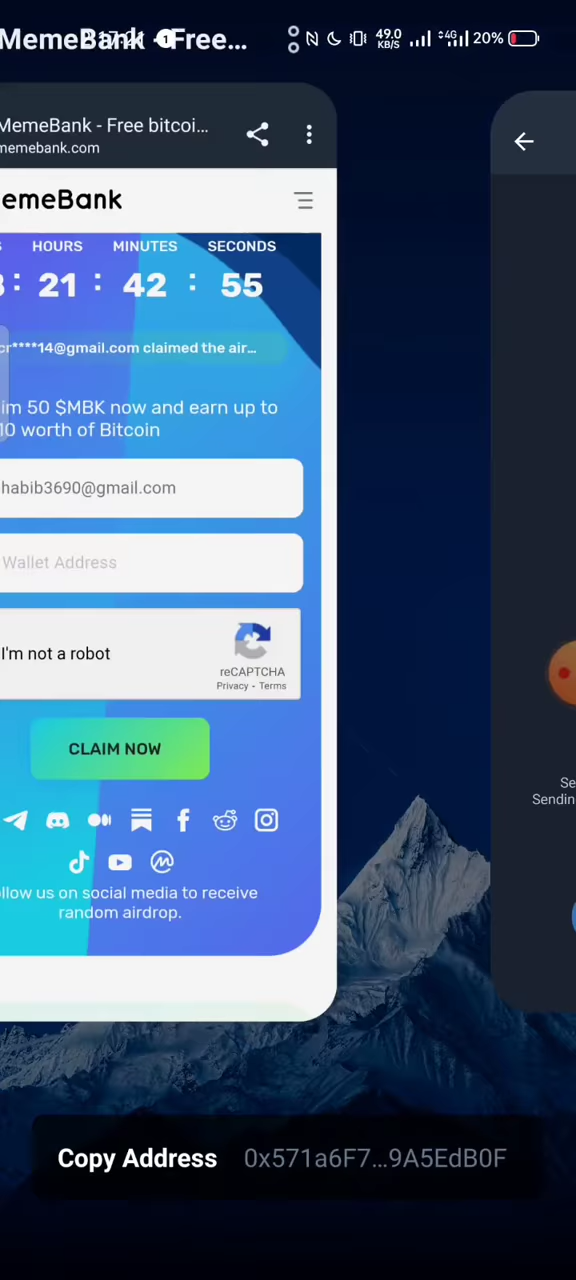 MemeBank - Free...
49.0
KB/S
4G
20%
MemeBank - Free bitcoi...
memebank.com
emeBank
HOURS MINUTES SECONDS
: 21 : 42 : 55
cr****14@gmail.com claimed the air...
im 50 $MBK now and earn up to
10 worth of Bitcoin
habib3690@gmail.com
Wallet Address
I'm not a robot
reCAPTCHA
Privacy - Terms
CLAIM NOW
llow us on social media to receive
random airdrop.
Se
Sendin
Copy Address 0x571a6F7...9A5EdB0F